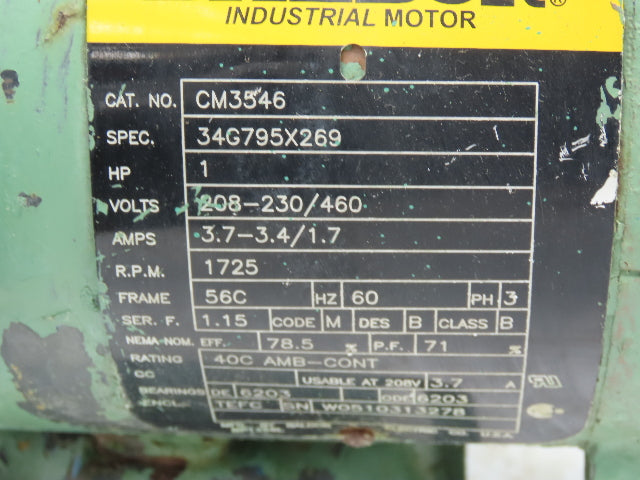 INDUSTRIAL MOTOR
CAT. NO. CM3546
SPEC. 34G795X269
HP 1
VOLTS 208-230/460
AMPS 3.7-3.4/1.7
R.P.M. 1725
FRAME 56C HZ 60 PH 3
SER. F. 1.15 CODE M DES B CLASS B
NEMA-NOM. EFF. 78.5 % P.F. 71 %
RATING 40C AMB-CONT
CC USABLE AT 208V 3.7 A
BEARINGS DE 6203 ODE 6203
ENCL. TEFC SN W0510313278
U.S.A.